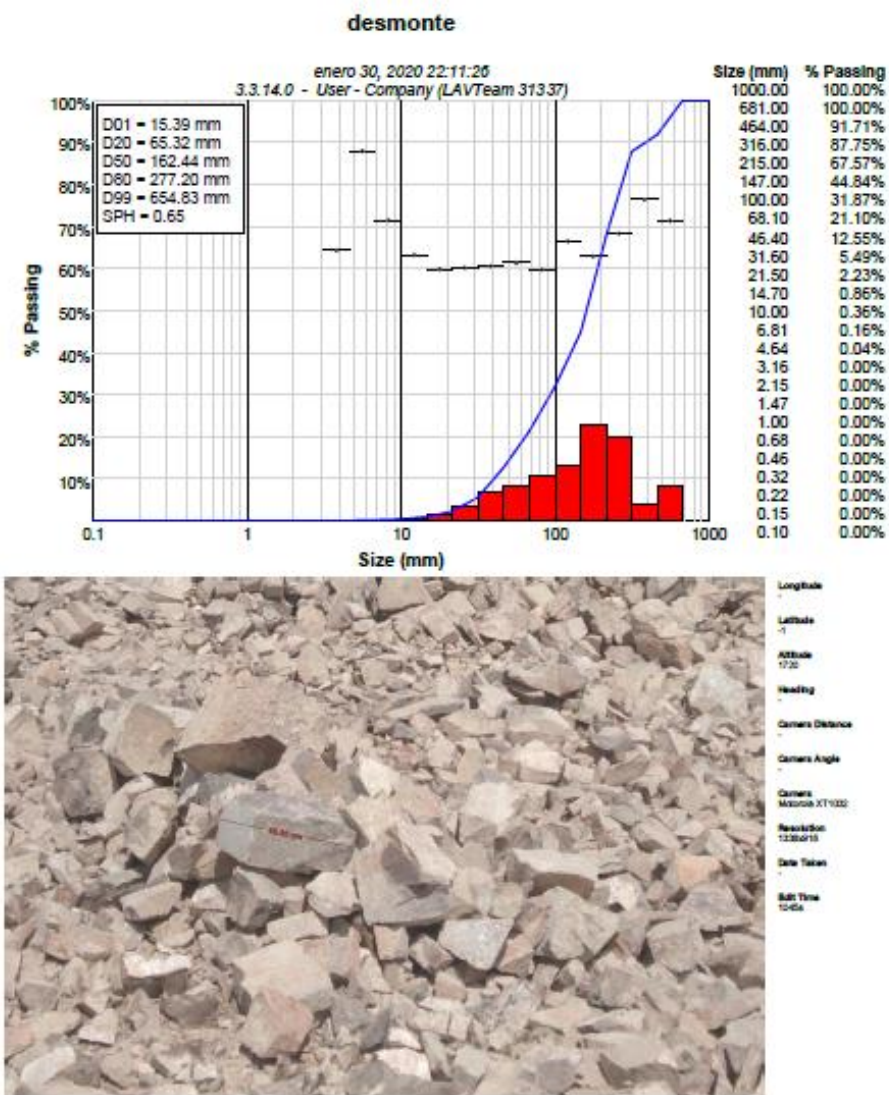 desmonte
enero 30, 2020 22:11:26
3.3.14.0 - User - Company (LAVTeam 31337)
D01 = 15.39 mm
D20 = 65.32 mm
D50 = 162.44 mm
D80 = 277.20 mm
D99 = 654.83 mm
SPH = 0.65
100%
90%
80%
70%
60%
50%
40%
30%
20%
10%
% Passing
0.1 1 10 100 1000
Size (mm)
Size (mm) % Passing
1000.00 100.00%
681.00 100.00%
464.00 91.71%
316.00 87.75%
215.00 67.57%
147.00 44.84%
100.00 31.87%
68.10 21.10%
46.40 12.55%
31.60 5.49%
21.50 2.23%
14.70 0.86%
10.00 0.36%
6.81 0.16%
4.64 0.04%
3.16 0.00%
2.15 0.00%
1.47 0.00%
1.00 0.00%
0.68 0.00%
0.46 0.00%
0.32 0.00%
0.22 0.00%
0.15 0.00%
0.10 0.00%
Longitude
-
Latitude
-1
Altitude
1720
Heading
-
Camera Distance
-
Camera Angle
-
Camera
Motorola XT1032
Resolution
Date Taken
-
Edit Time